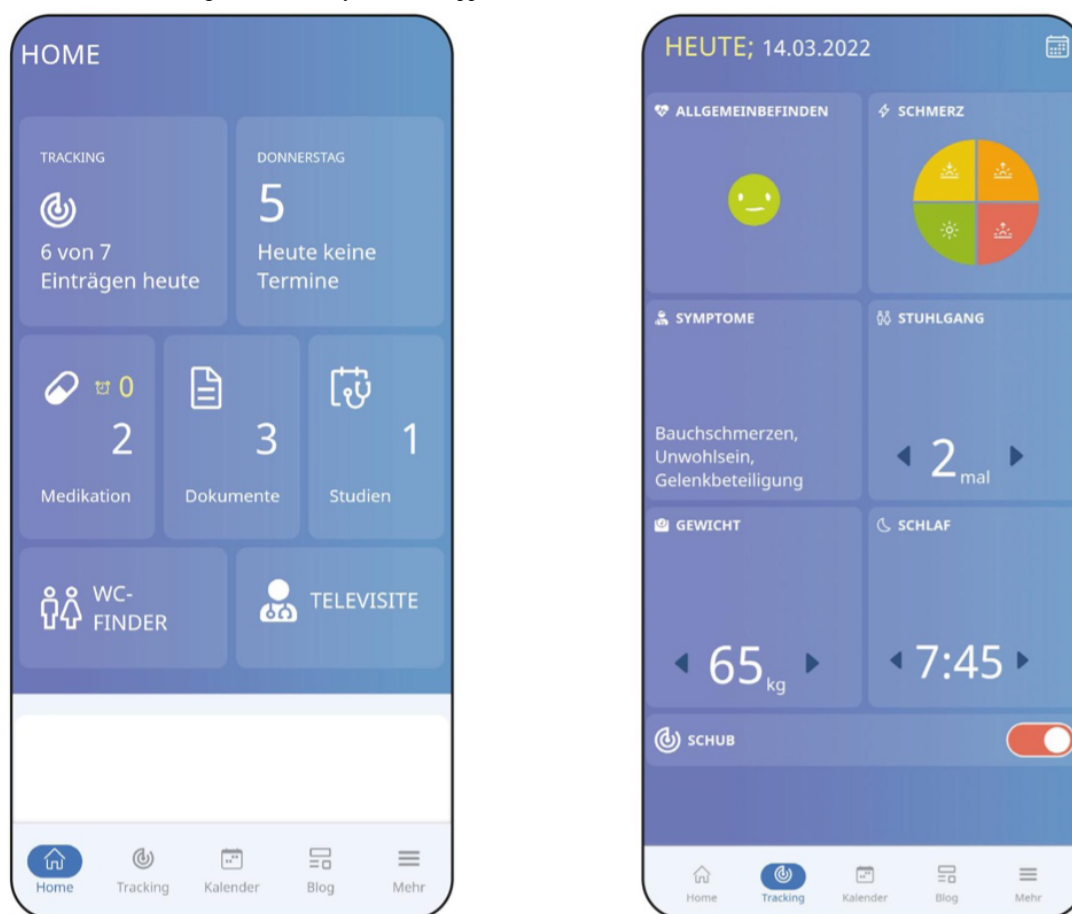 HOME
TRACKING
6 von 7
Einträgen heute
DONNERSTAG
5
Heute keine
Termine
0
2
Medikation
3
Dokumente
1
Studien
WC-
FINDER
TELEVISITE
Home Tracking Kalender Blog Mehr
HEUTE; 14.03.2022
ALLGEMEINBEFINDEN
SCHMERZ
SYMPTOME
Bauchschmerzen,
Unwohlsein,
Gelenkbeteiligung
STUHLGANG
2 mal
GEWICHT
65 kg
SCHLAF
7:45
SCHUB
Home Tracking Kalender Blog Mehr